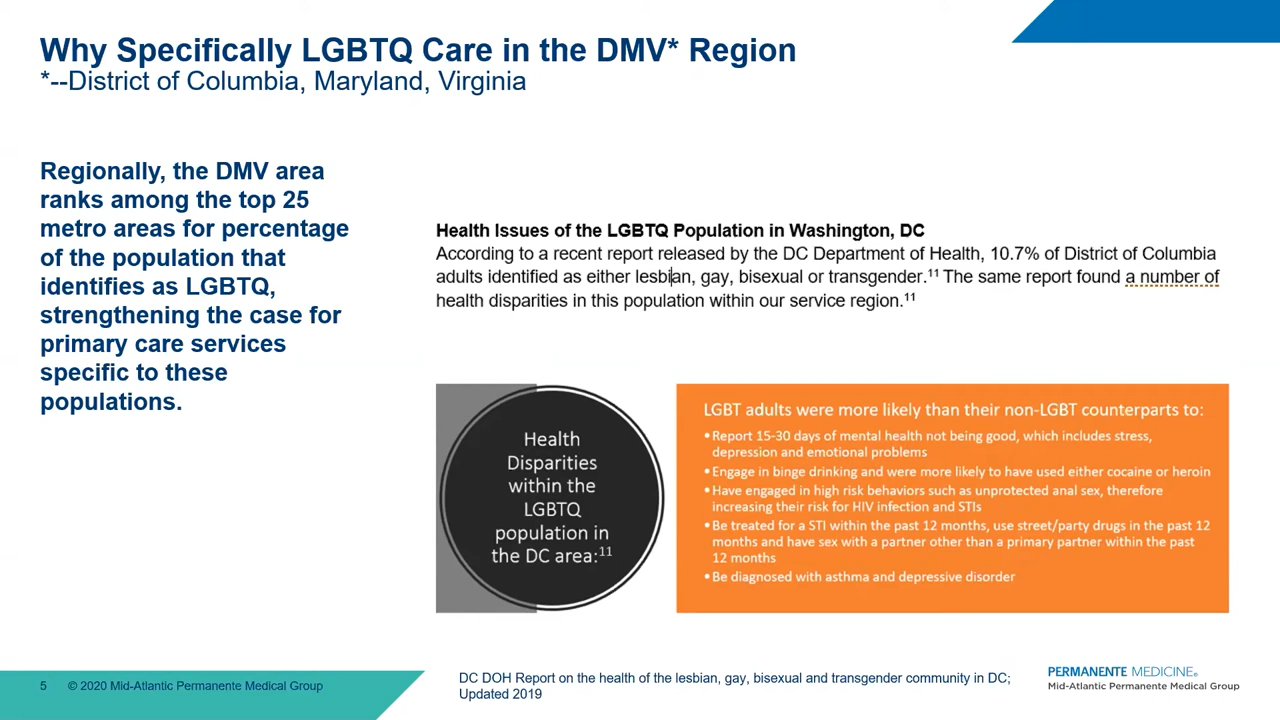 Why Specifically LGBTQ Care in the DMV* Region
*--District of Columbia, Maryland, Virginia
Regionally, the DMV area
ranks among the top 25
metro areas for percentage
of the population that
identifies as LGBTQ,
strengthening the case for
primary care services
specific to these
populations.
Health Issues of the LGBTQ Population in Washington, DC
According to a recent report released by the DC Department of Health, 10.7% of District of Columbia
adults identified as either lesbian, gay, bisexual or transgender.¹¹ The same report found a number of
health disparities in this population within our service region.¹¹
Health
Disparities
within the
LGBTQ
population in
the DC area:¹¹
LGBT adults were more likely than their non-LGBT counterparts to:
•Report 15-30 days of mental health not being good, which includes stress,
depression and emotional problems
•Engage in binge drinking and were more likely to have used either cocaine or heroin
•Have engaged in high risk behaviors such as unprotected anal sex, therefore
increasing their risk for HIV infection and STIs
•Be treated for a STI within the past 12 months, use street/party drugs in the past 12
months and have sex with a partner other than a primary partner within the past
12 months
•Be diagnosed with asthma and depressive disorder
5 © 2020 Mid-Atlantic Permanente Medical Group
DC DOH Report on the health of the lesbian, gay, bisexual and transgender community in DC;
Updated 2019
PERMANENTE MEDICINE®
Mid-Atlantic Permanente Medical Group